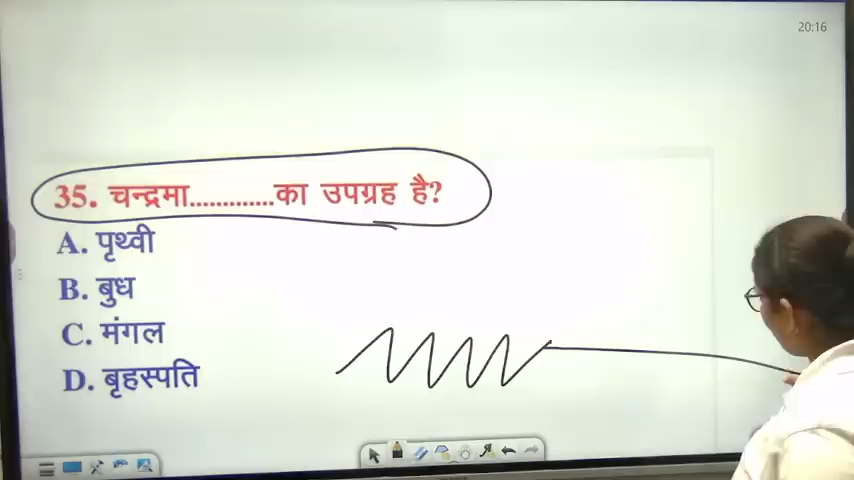 20:16
35. चन्द्रमा.............का उपग्रह है?
A. पृथ्वी
B. बुध
C. मंगल
D. बृहस्पति